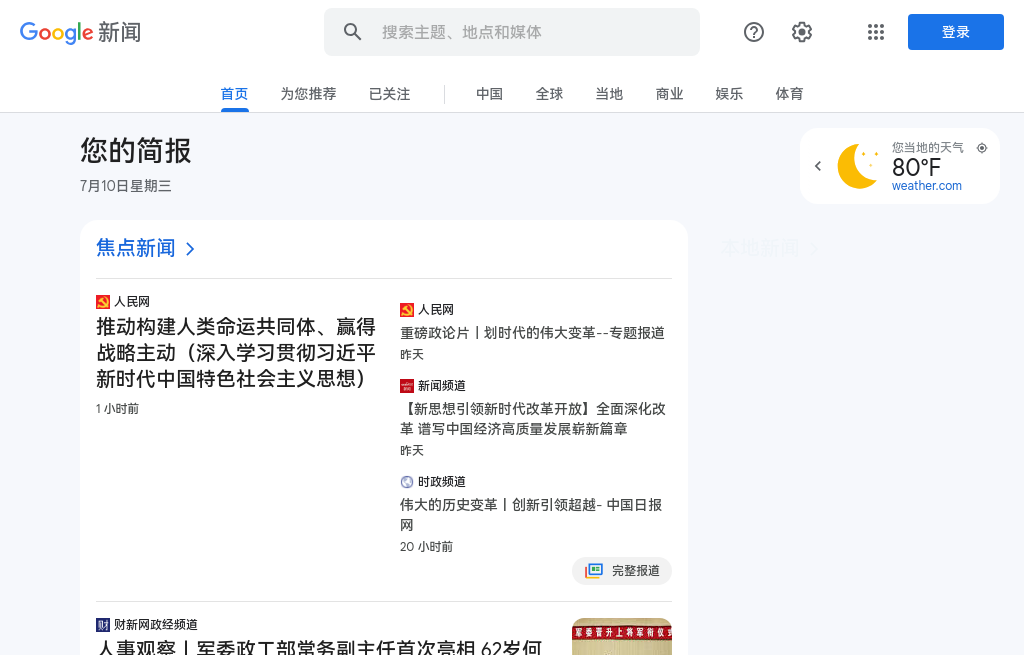 Google 新闻
搜索主题、地点和媒体
登录
首页
为您推荐
已关注
中国
全球
当地
商业
娱乐
体育
您的简报
7月10日星期三
您当地的天气
80°F
weather.com
焦点新闻
本地新闻
人民网
推动构建人类命运共同体、赢得
战略主动（深入学习贯彻习近平
新时代中国特色社会主义思想）
1 小时前
人民网
重磅政论片丨划时代的伟大变革--专题报道
昨天
新闻频道
【新思想引领新时代改革开放】全面深化改
革 谱写中国经济高质量发展崭新篇章
昨天
时政频道
伟大的历史变革丨创新引领超越- 中国日报
网
20 小时前
完整报道
财
财新网政经频道
人事观察丨军委政工部常务副主任首次亮相 62岁何
军委晋升上将军衔仪式